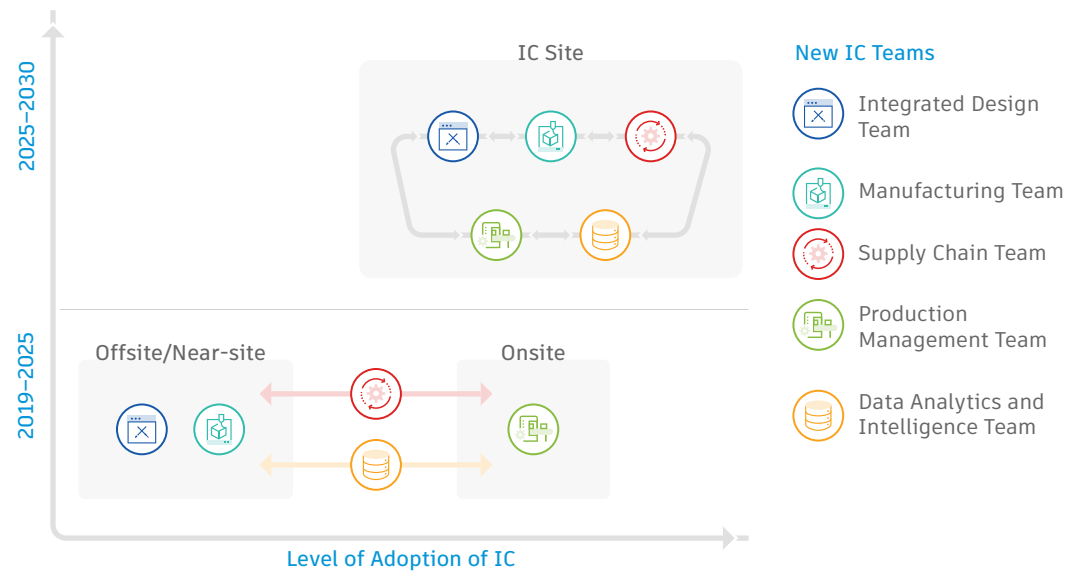 2025–2030
IC Site
2019–2025
Offsite/Near-site
Onsite
Level of Adoption of IC
New IC Teams
Integrated Design
Team
Manufacturing Team
Supply Chain Team
Production
Management Team
Data Analytics and
Intelligence Team